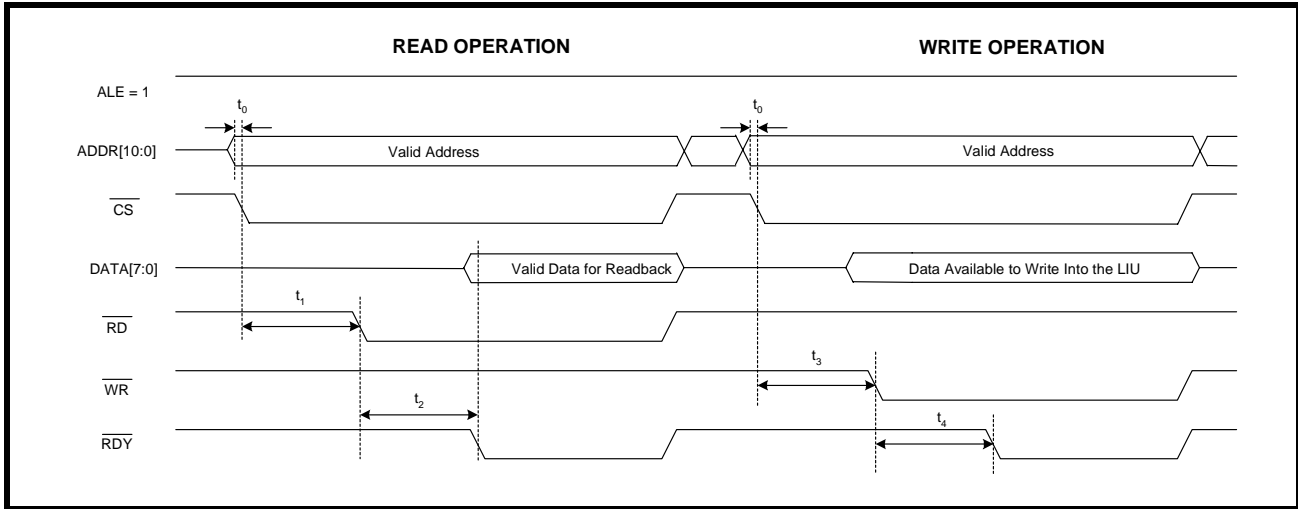 READ OPERATION WRITE OPERATION
ALE = 1
t0 t0
ADDR[10:0] Valid Address Valid Address
CS
DATA[7:0] Valid Data for Readback Data Available to Write Into the LIU
t1
RD
t3
WR
t2 t4
RDY